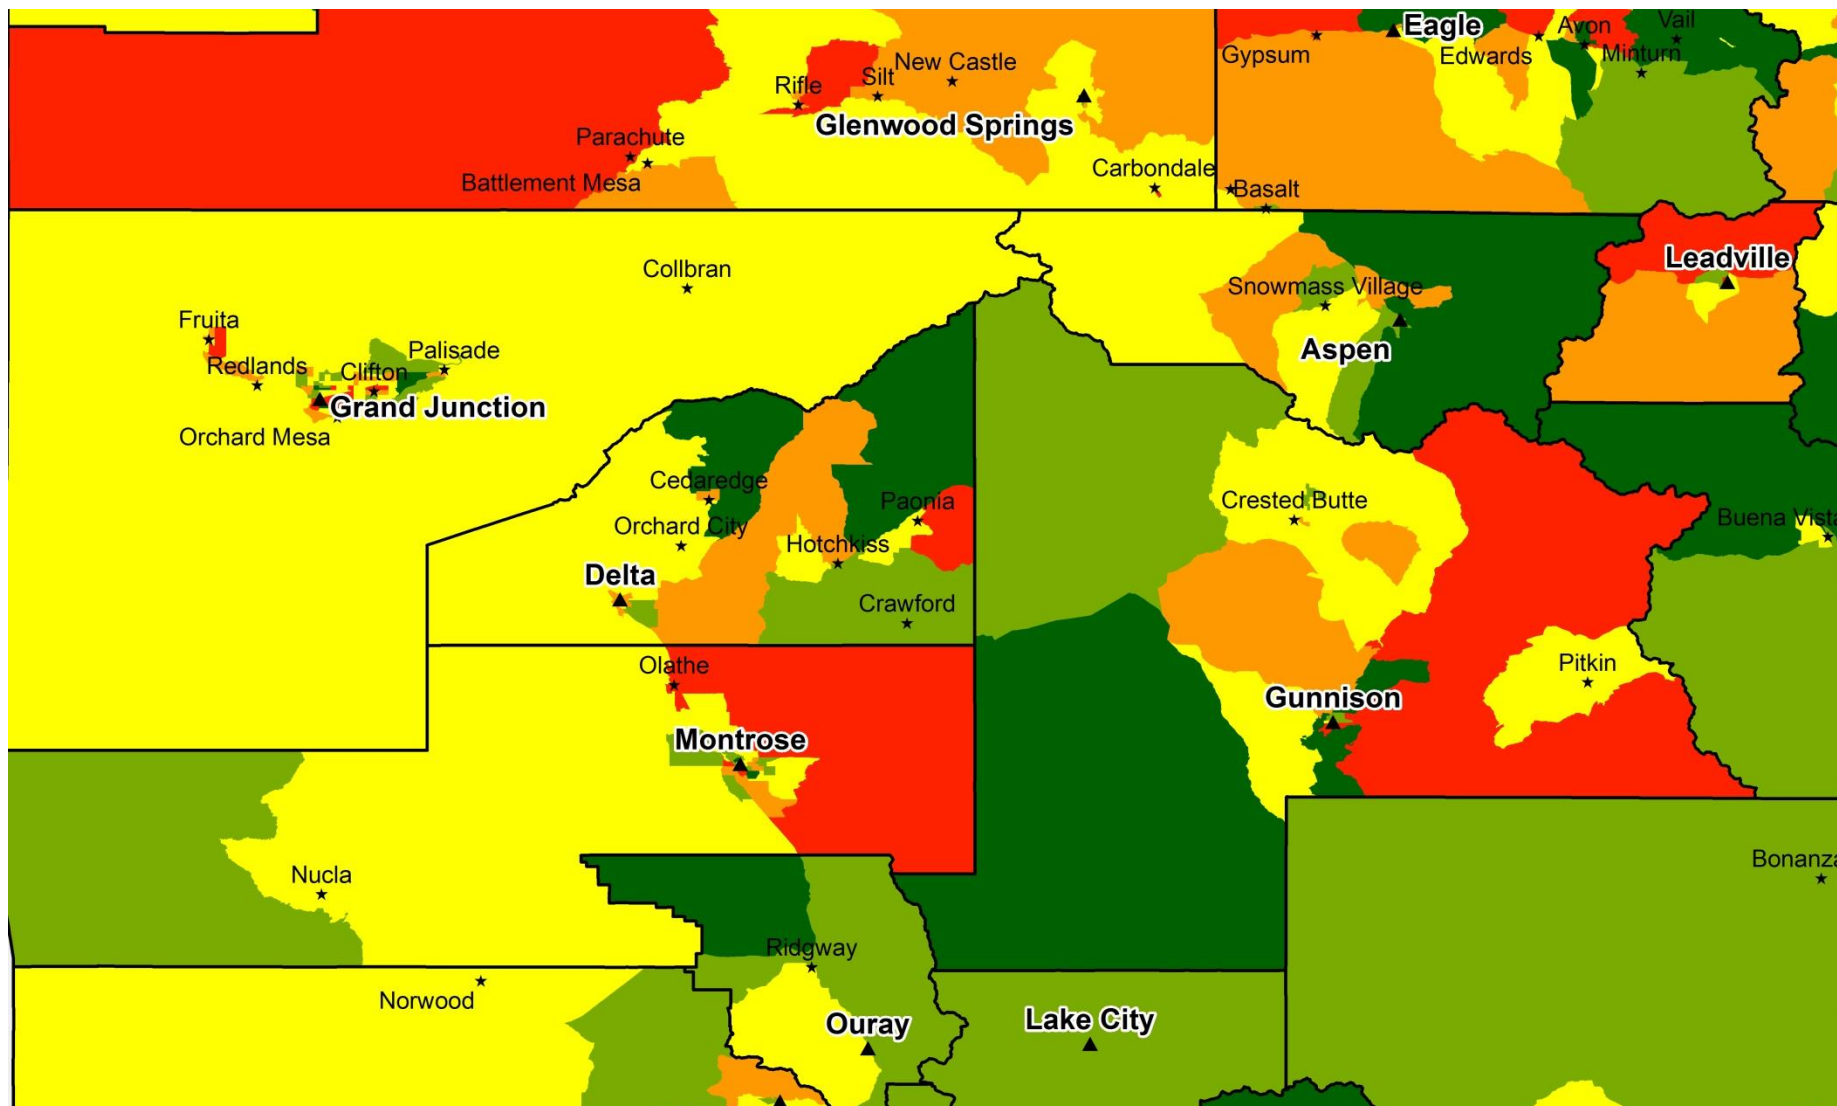 Eagle
Avon
Vail
Gypsum
Edwards
Minturn
New Castle
Rifle
Silt
Glenwood Springs
Parachute
Battlement Mesa
Carbondale
Basalt
Collbran
Leadville
Snowmass Village
Fruita
Palisade
Redlands
Clifton
Aspen
Grand Junction
Orchard Mesa
Cedaredge
Paonia
Crested Butte
Orchard City
Buena Vista
Hotchkiss
Delta
Crawford
Olathe
Pitkin
Gunnison
Montrose
Nucla
Bonanza
Ridgway
Norwood
Ouray
Lake City